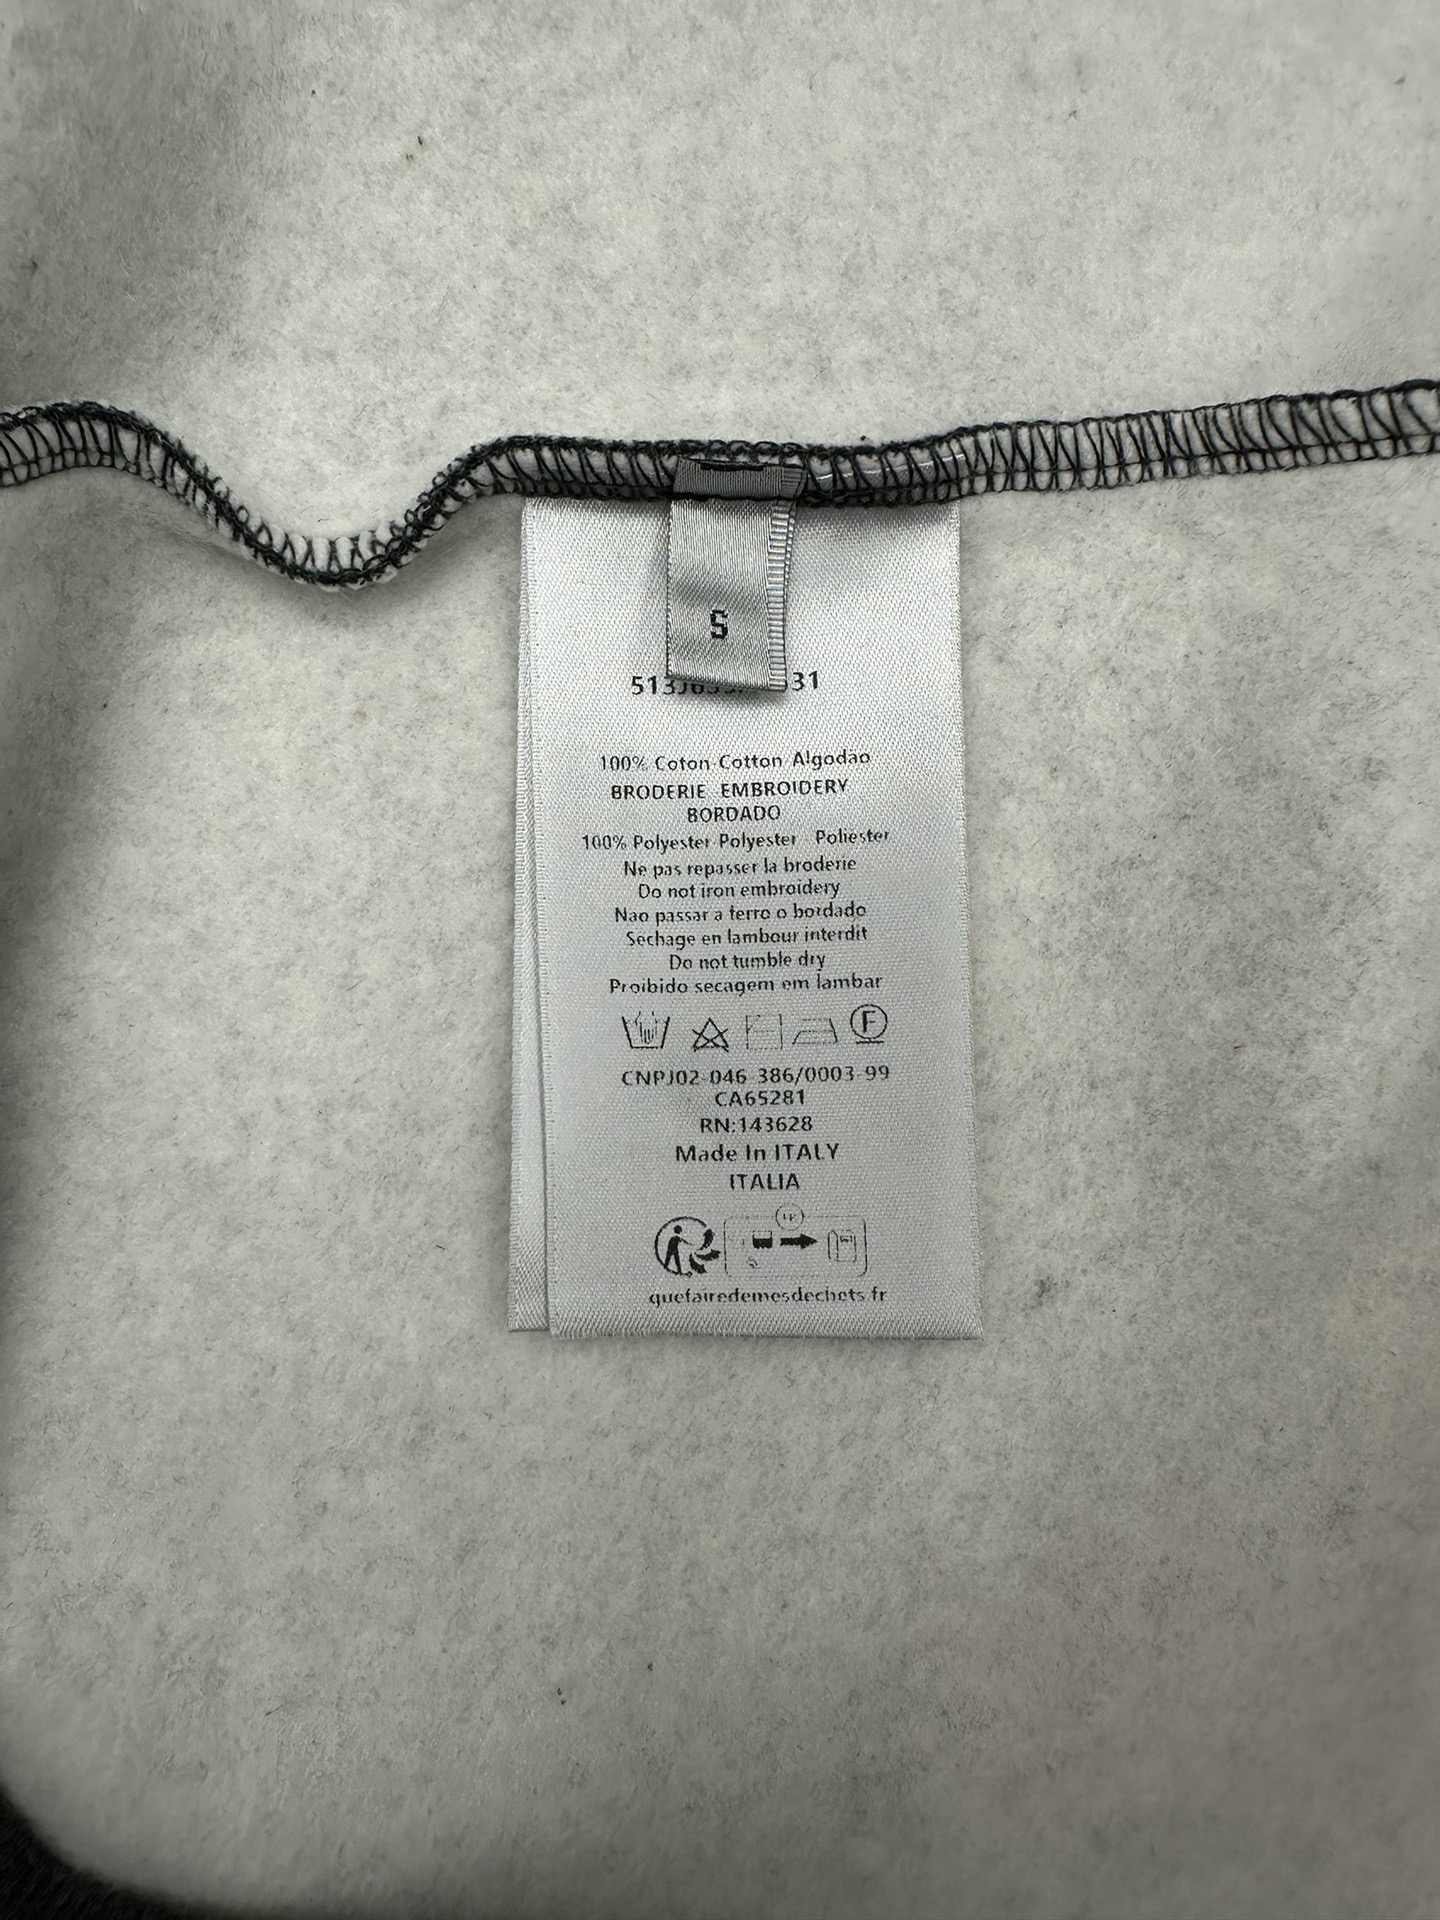 S
100% Coton Cotton Algodao
BRODERIE EMBROIDERY
BORDADO
100% Polyester Polyester Poliester
Ne pas repasser la broderie
Do not iron embroidery
Nao passar a ferro o bordado
Sechage en lambour interdit
Do not tumble dry
Proibido secagem em lambar
F
CNPJ02-046-386/0003-99
CA65281
RN:143628
Made In ITALY
ITALIA
quefairedemesdechets.fr